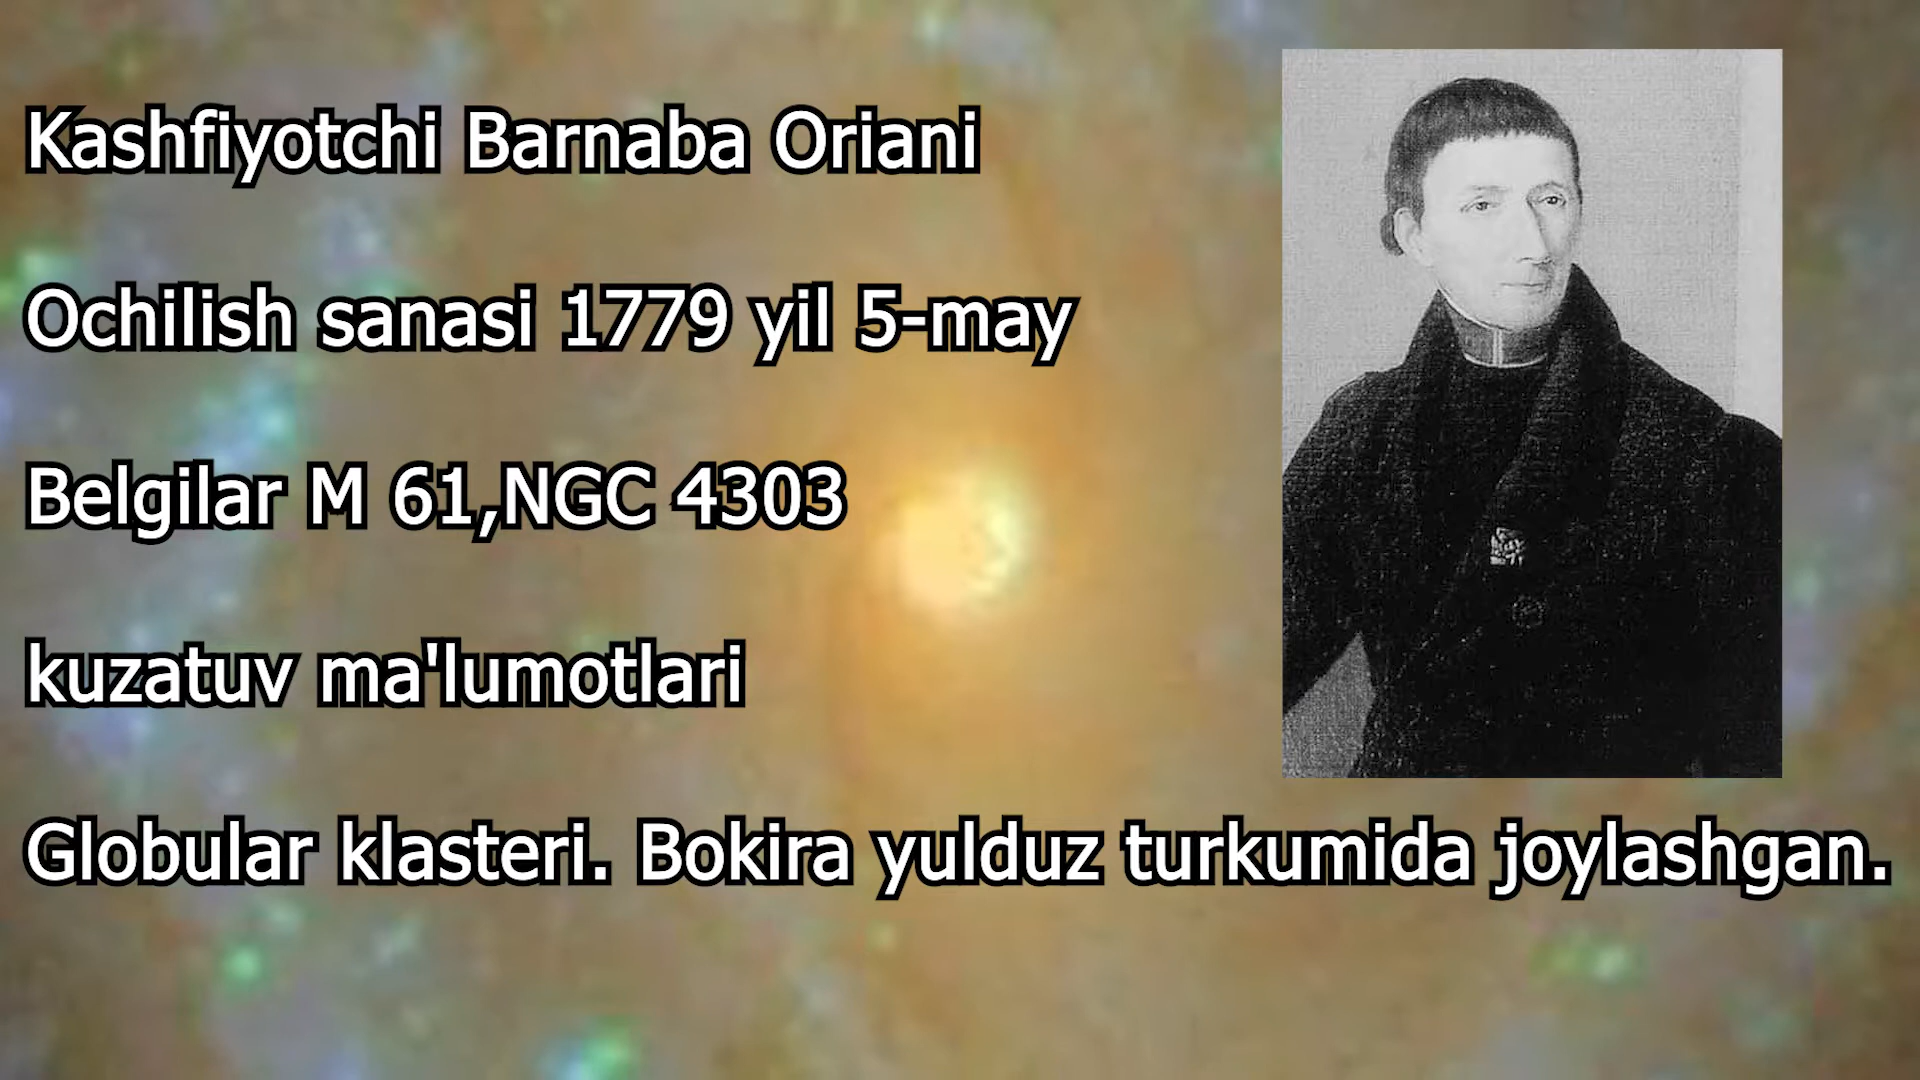 Kashfiyotchi Barnaba Oriani
Ochilish sanasi 1779 yil 5-may
Belgilar M 61,NGC 4303
kuzatuv ma'lumotlari
Globular klasteri. Bokira yulduz turkumida joylashgan.